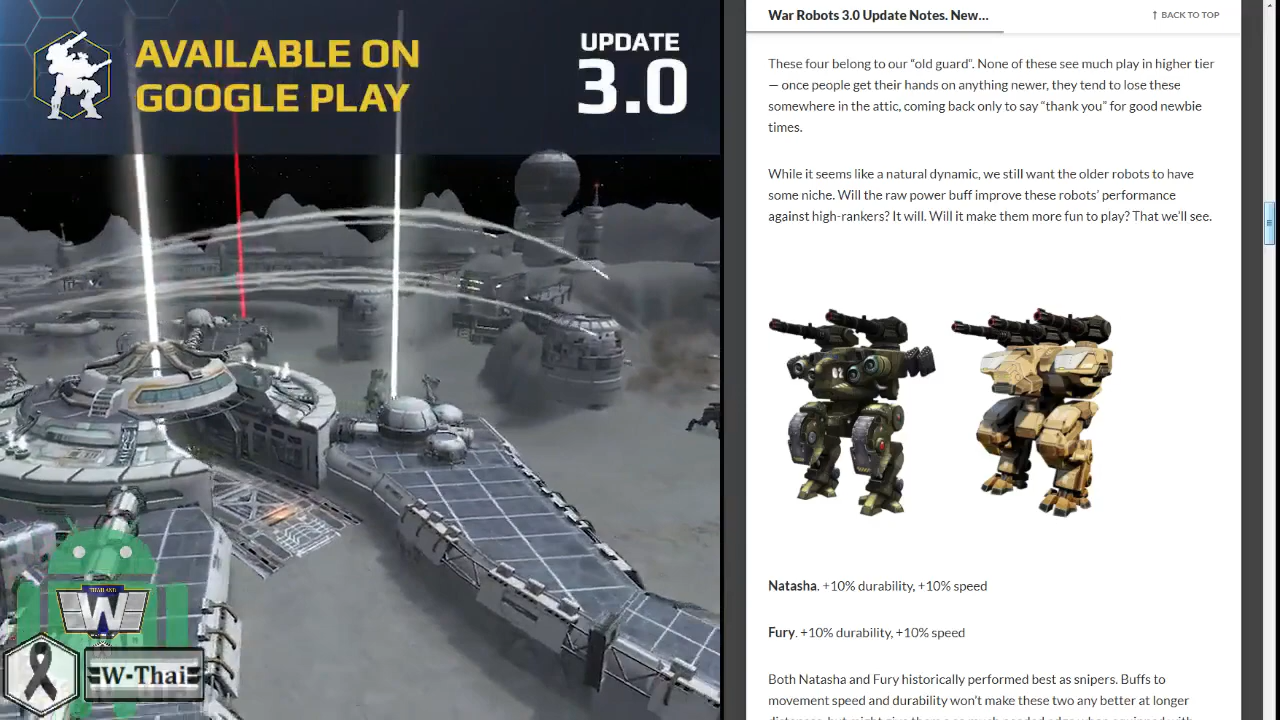 AVAILABLE ON
GOOGLE PLAY
UPDATE
3.0
THAILAND
W
W-Thai
War Robots 3.0 Update Notes. New...
↑ BACK TO TOP
These four belong to our “old guard”. None of these see much play in higher tier
— once people get their hands on anything newer, they tend to lose these
somewhere in the attic, coming back only to say “thank you” for good newbie
times.
While it seems like a natural dynamic, we still want the older robots to have
some niche. Will the raw power buff improve these robots’ performance
against high-rankers? It will. Will it make them more fun to play? That we’ll see.
Natasha. +10% durability, +10% speed
Fury. +10% durability, +10% speed
Both Natasha and Fury historically performed best as snipers. Buffs to
movement speed and durability won't make these two any better at longer